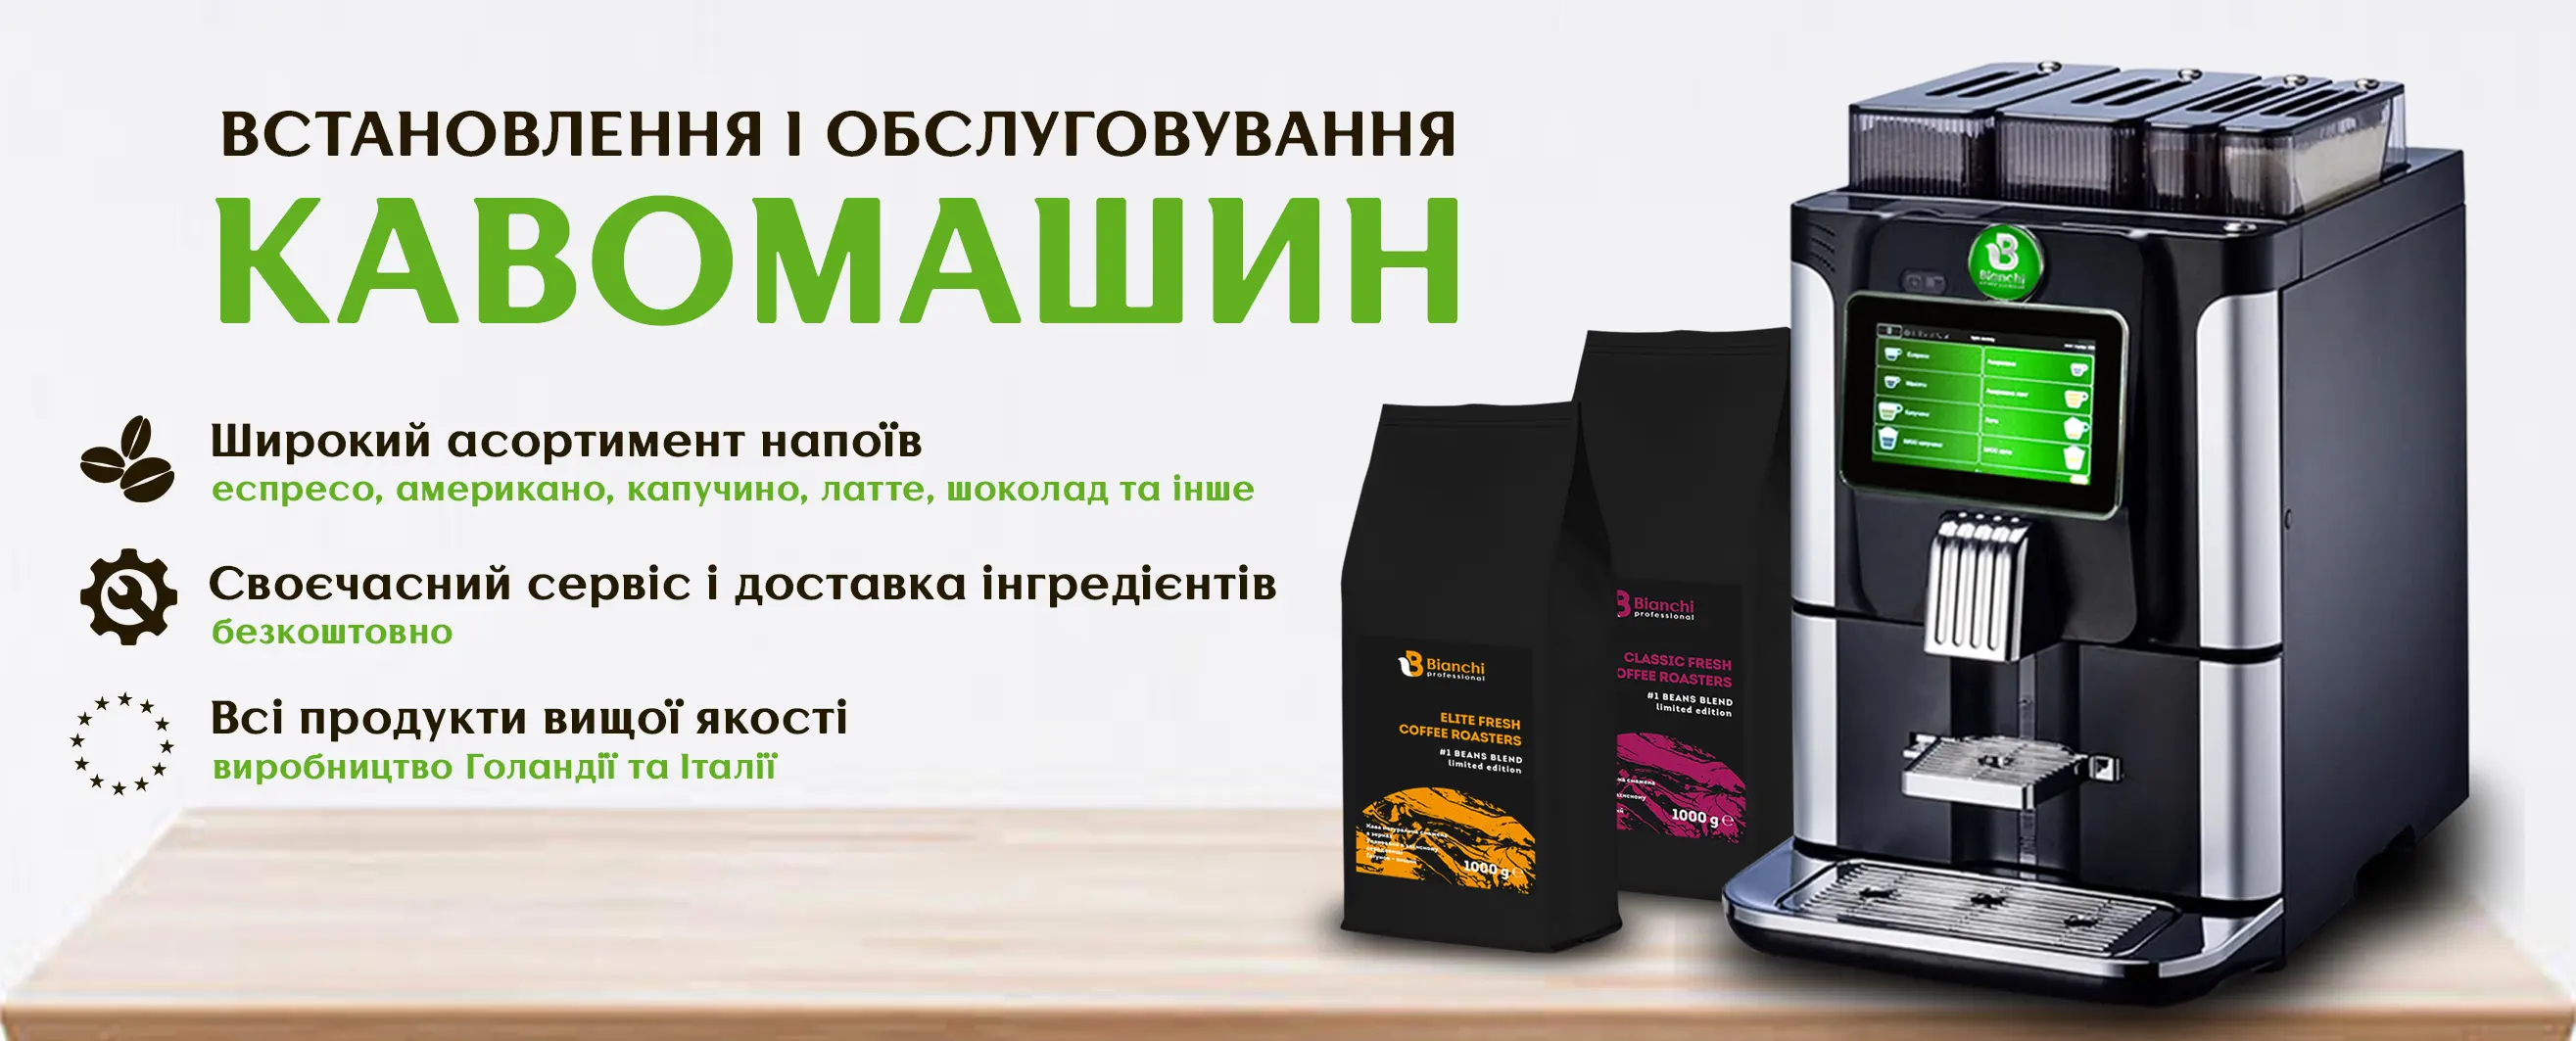 ВСТАНОВЛЕННЯ І ОБСЛУГОВУВАННЯ
КАВОМАШИН
Широкий асортимент напоїв
еспресо, американо, капучино, латте, шоколад та інше
Своєчасний сервіс і доставка інгредієнтів
безкоштовно
Всі продукти вищої якості
виробництво Голандії та Італії
Bianchi
professional
ELITE FRESH
COFFEE ROASTERS
#1 BEANS BLEND
limited edition
1000 g ℮
Bianchi
professional
CLASSIC FRESH
OFFEE ROASTERS
#1 BEANS BLEND
limited edition
1000 g ℮
Bianchi